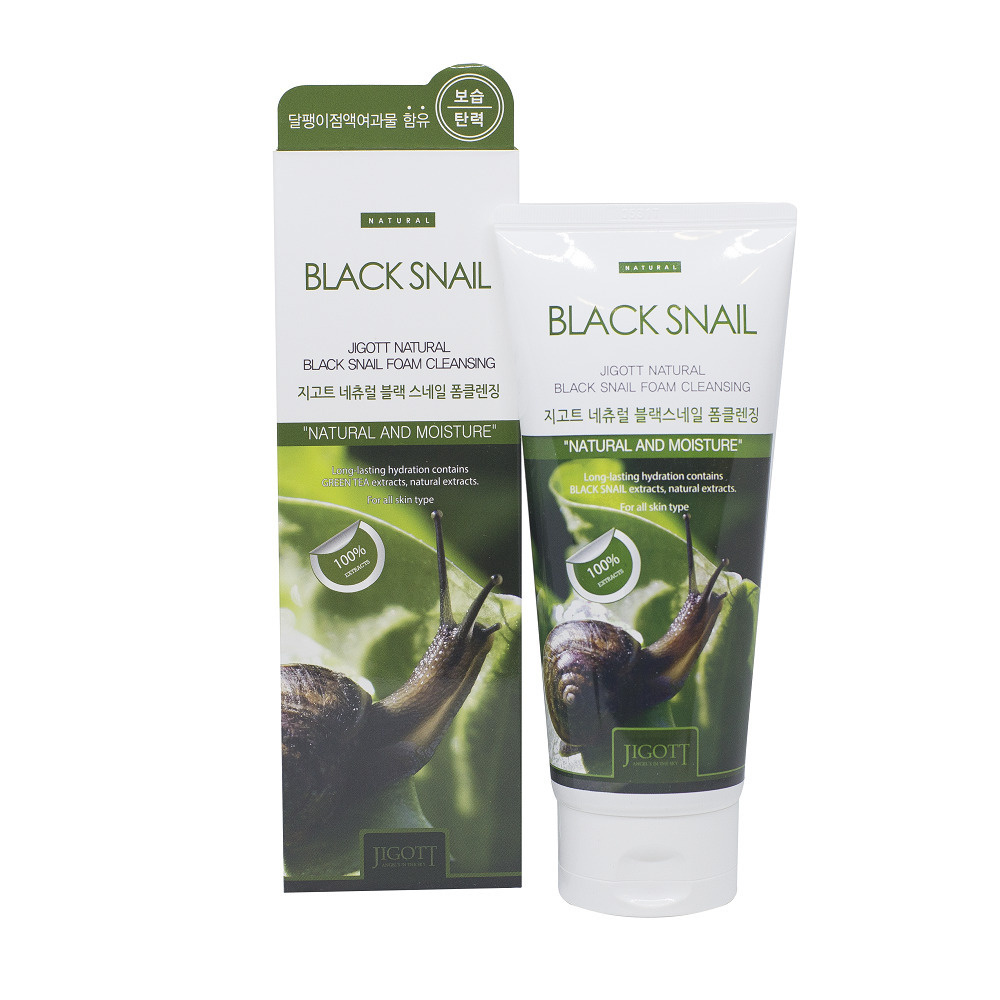 보습
탄력
달팽이점액여과물 함유
NATURAL
BLACK SNAIL
JIGOTT NATURAL
BLACK SNAIL FOAM CLEANSING
지고트 네츄럴 블랙 스네일 폼클렌징
"NATURAL AND MOISTURE"
Long-lasting hydration contains
GREEN TEA extracts, natural extracts.
For all skin type
100%
EXTRACTS
JIGOTT
NATURAL
BLACK SNAIL
JIGOTT NATURAL
BLACK SNAIL FOAM CLEANSING
지고트 네츄럴 블랙스네일 폼클렌징
"NATURAL AND MOISTURE"
Long-lasting hydration contains
BLACK SNAIL extracts, natural extracts.
For all skin type
100%
EXTRACTS
JIGOTT